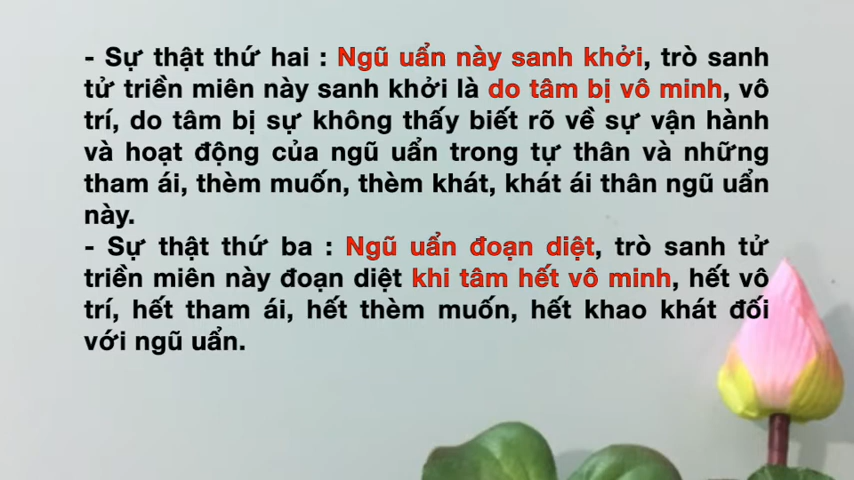 - Sự thật thứ hai : Ngũ uẩn này sanh khởi, trò sanh
tử triền miên này sanh khởi là do tâm bị vô minh, vô
trí, do tâm bị sự không thấy biết rõ về sự vận hành
và hoạt động của ngũ uẩn trong tự thân và những
tham ái, thèm muốn, thèm khát, khát ái thân ngũ uẩn
này.
- Sự thật thứ ba : Ngũ uẩn đoạn diệt, trò sanh tử
triền miên này đoạn diệt khi tâm hết vô minh, hết vô
trí, hết tham ái, hết thèm muốn, hết khao khát đối
với ngũ uẩn.